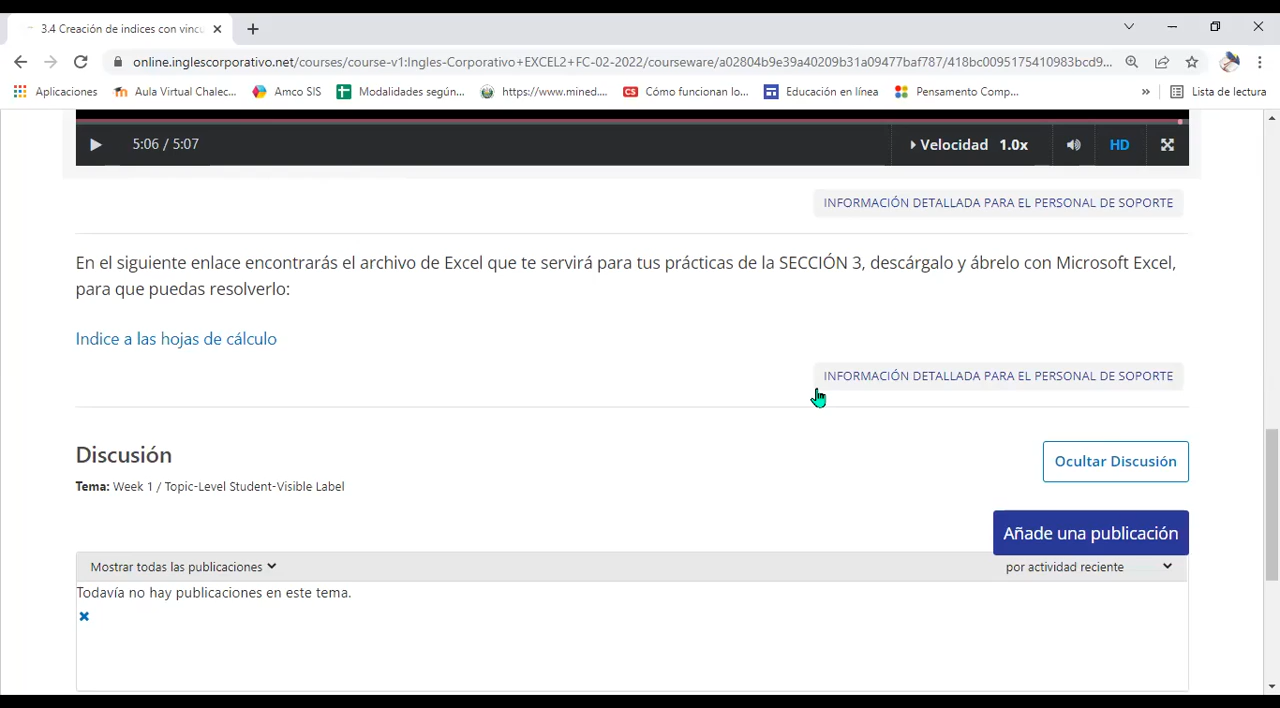 3.4 Creación de indices con vincu
online.inglescorporativo.net/courses/course-v1:Ingles-Corporativo+EXCEL2+FC-02-2022/courseware/a02804b9e39a40209b31a09477baf787/418bc0095175410983bcd9...
Aplicaciones Aula Virtual Chalec... Amco SIS Modalidades según,... https://www.mined.... CS Cómo funciona lo... Educación en línea Pensamento Comp... » Lista de lectura
5:06 / 5:07 Velocidad 1.0x HD
INFORMACIÓN DETALLADA PARA EL PERSONAL DE SOPORTE
En el siguiente enlace encontrarás el archivo de Excel que te servirá para tus prácticas de la SECCIÓN 3, descárgalo y ábrelo con Microsoft Excel,
para que puedas resolverlo:
Indice a las hojas de cálculo
INFORMACIÓN DETALLADA PARA EL PERSONAL DE SOPORTE
Discusión
Ocultar Discusión
Tema: Week 1 / Topic-Level Student-Visible Label
Añade una publicación
Mostrar todas las publicaciones por actividad reciente
Todavía no hay publicaciones en este tema.